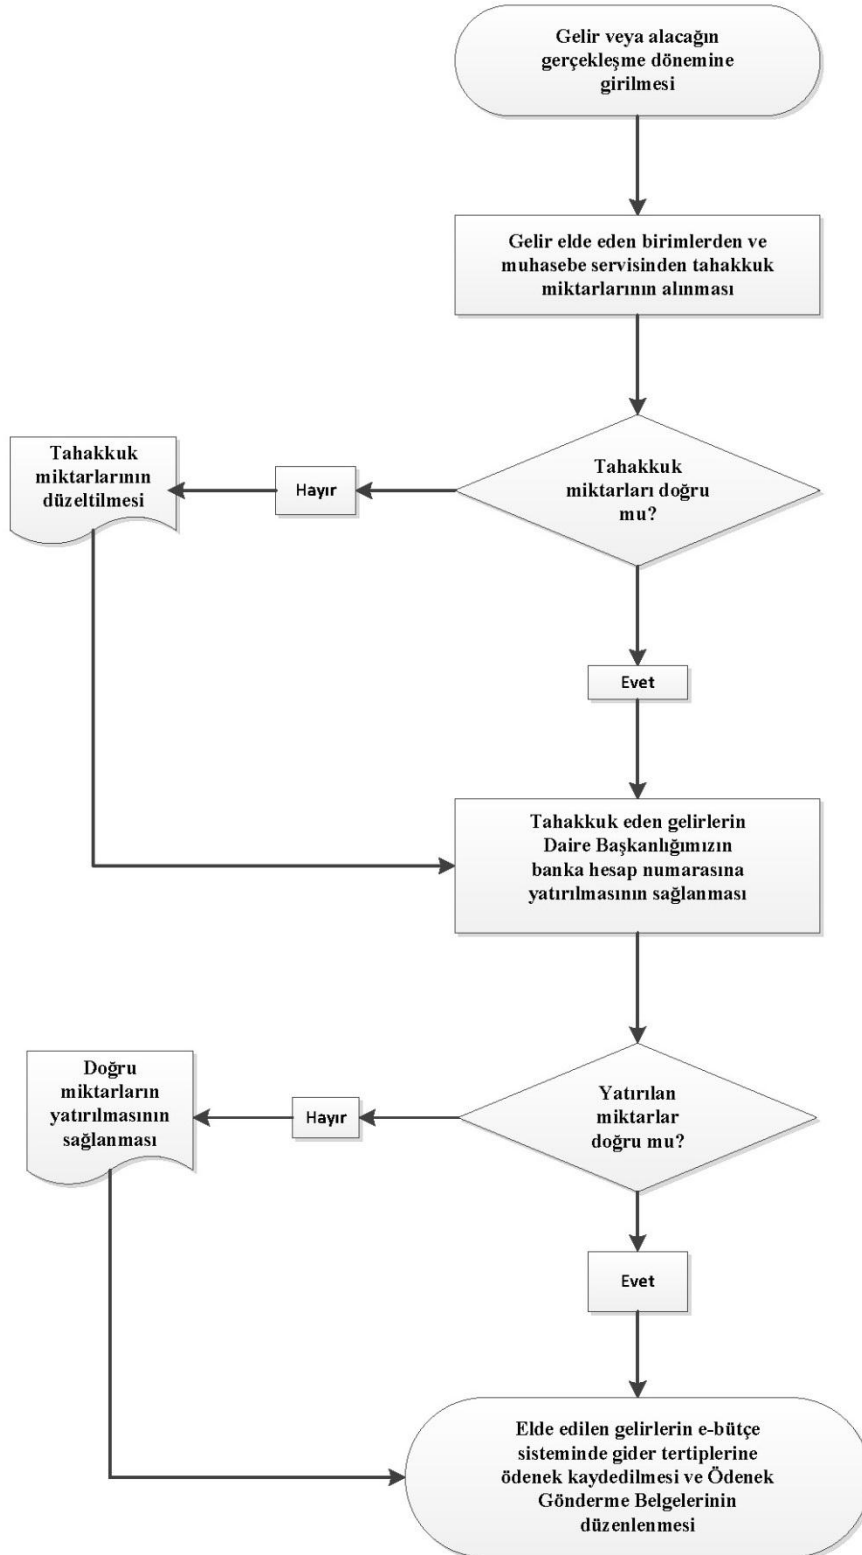 Gelir veya alacağın
gerçekleşme dönemine
girilmesi
Gelir elde eden birimlerden ve
muhasebe servisinden tahakkuk
miktarlarının alınması
Tahakkuk
miktarları doğru
mu?
Hayır
Tahakkuk
miktarlarının
düzeltilmesi
Evet
Tahakkuk eden gelirlerin
Daire Başkanlığımızın
banka hesap numarasına
yatırılmasının sağlanması
Yatırılan
miktarlar
doğru mu?
Hayır
Doğru
miktarların
yatırılmasının
sağlanması
Evet
Elde edilen gelirlerin e-bütçe
sisteminde gider tertiplerine
ödenek kaydedilmesi ve Ödenek
Gönderme Belgelerinin
düzenlenmesi